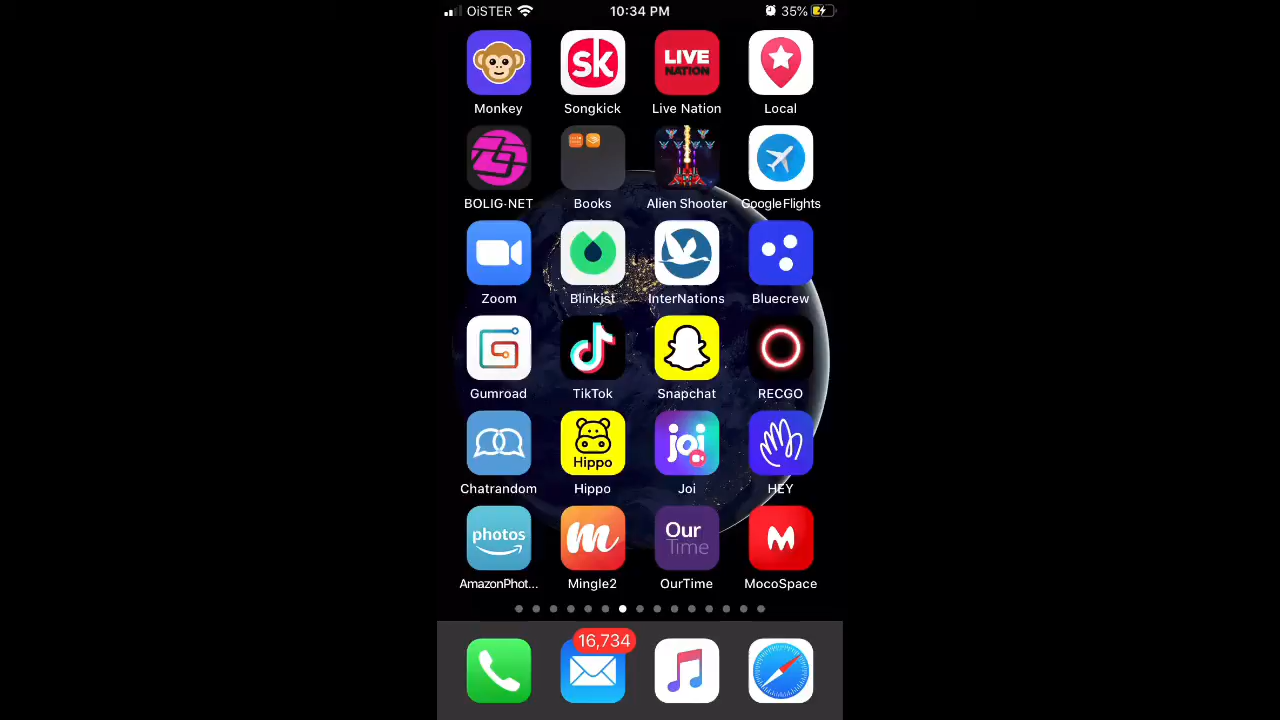 OiSTER 10:34 PM 35%
sk LIVE NATION
Monkey Songkick Live Nation Local
BOLIG·NET Books Alien Shooter Google Flights
Zoom Blinkist InterNations Bluecrew
Gumroad TikTok Snapchat RECGO
Hippo joi
Chatrandom Hippo Joi HEY
photos m Our Time M
AmazonPhot... Mingle2 OurTime MocoSpace
16,734